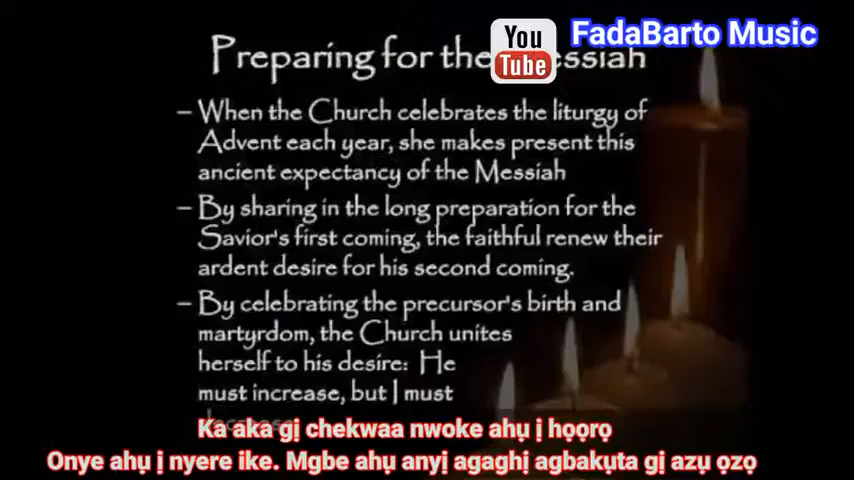 You
Tube
FadaBarto Music
Preparing for the
– When the Church celebrates the liturgy of
Advent each year, she makes present this
ancient expectancy of the Messiah
– By sharing in the long preparation for the
Savior's first coming, the faithful renew their
ardent desire for his second coming.
– By celebrating the precursor's birth and
martyrdom, the Church unites
herself to his desire: He
must increase, but I must
Ka aka gị chekwaa nwoke ahụ ị họọrọ
Onye ahụ ị nyere ike. Mgbe ahụ anyị agaghị agbakụta gị azụ ọzọ